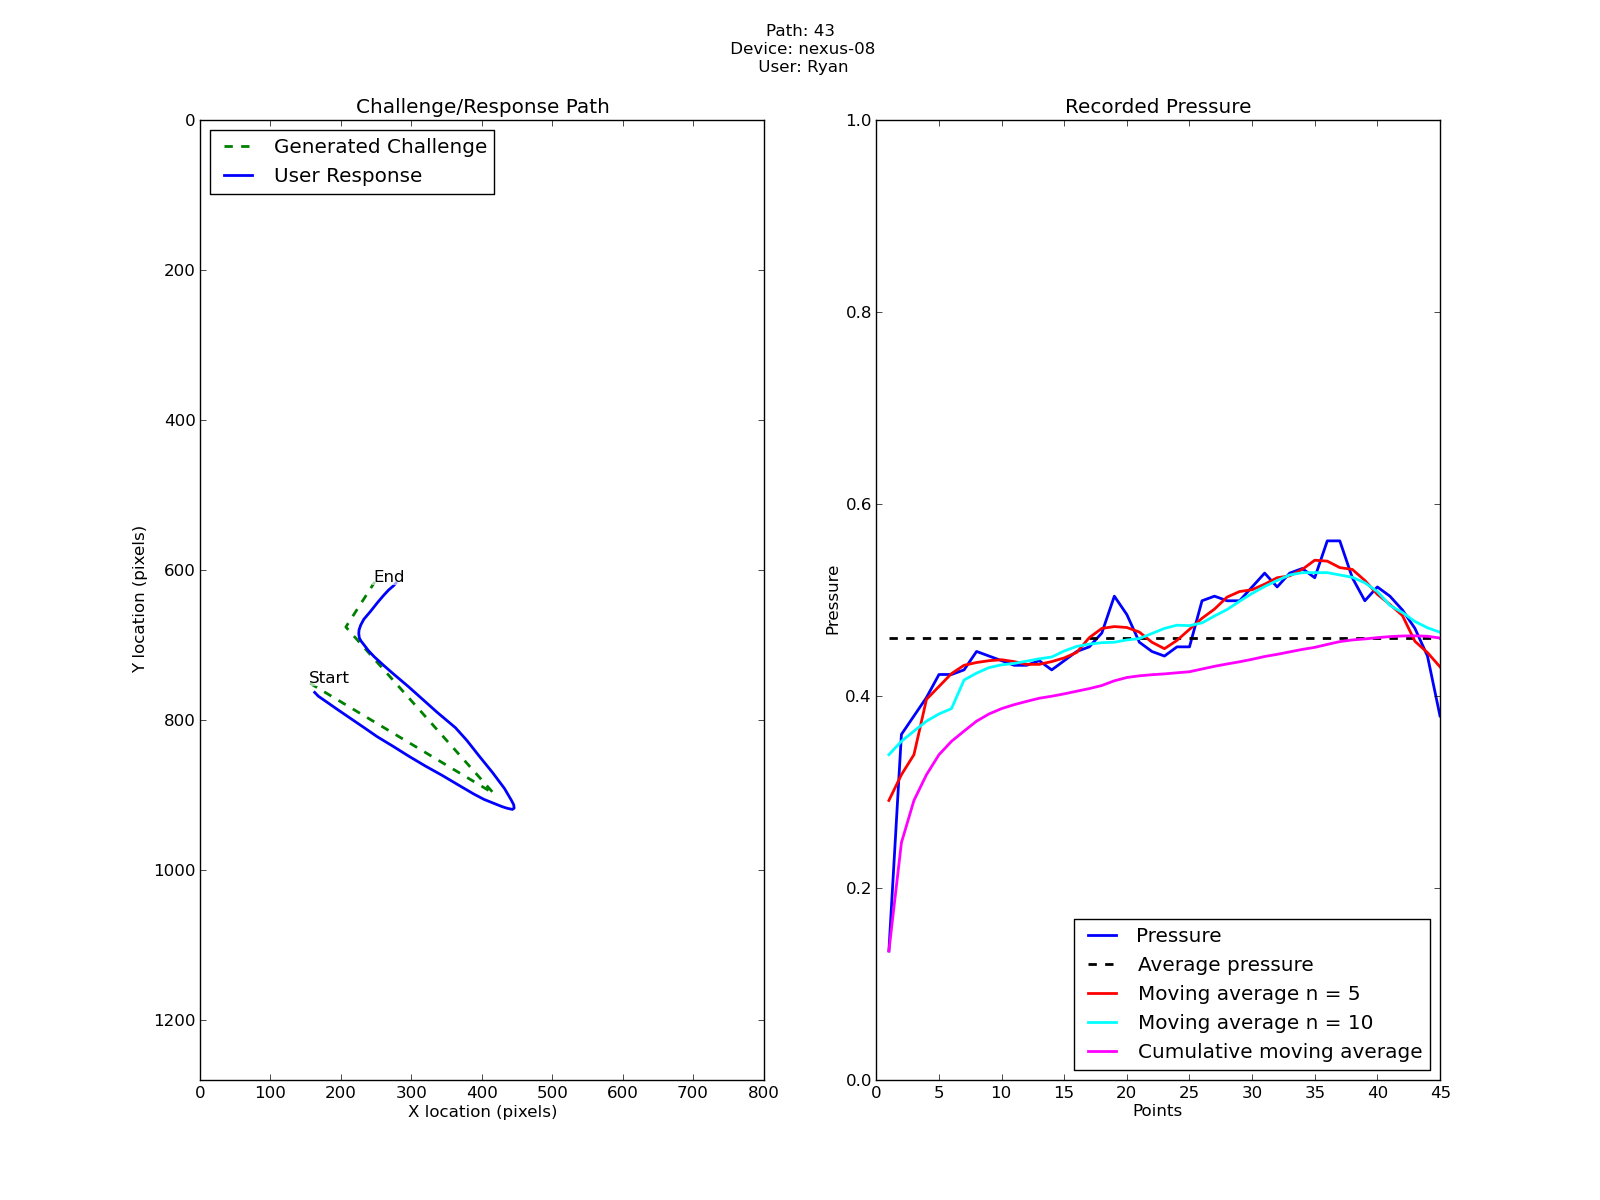 Path: 43
Device: nexus-08
User: Ryan
Challenge/Response Path
Generated Challenge
User Response
0
200
400
600
800
1000
1200
Y location (pixels)
End
Start
0 100 200 300 400 500 600 700 800
X location (pixels)
Recorded Pressure
1.0
0.8
0.6
0.4
0.2
0.0
Pressure
Pressure
Average pressure
Moving average n = 5
Moving average n = 10
Cumulative moving average
0 5 10 15 20 25 30 35 40 45
Points